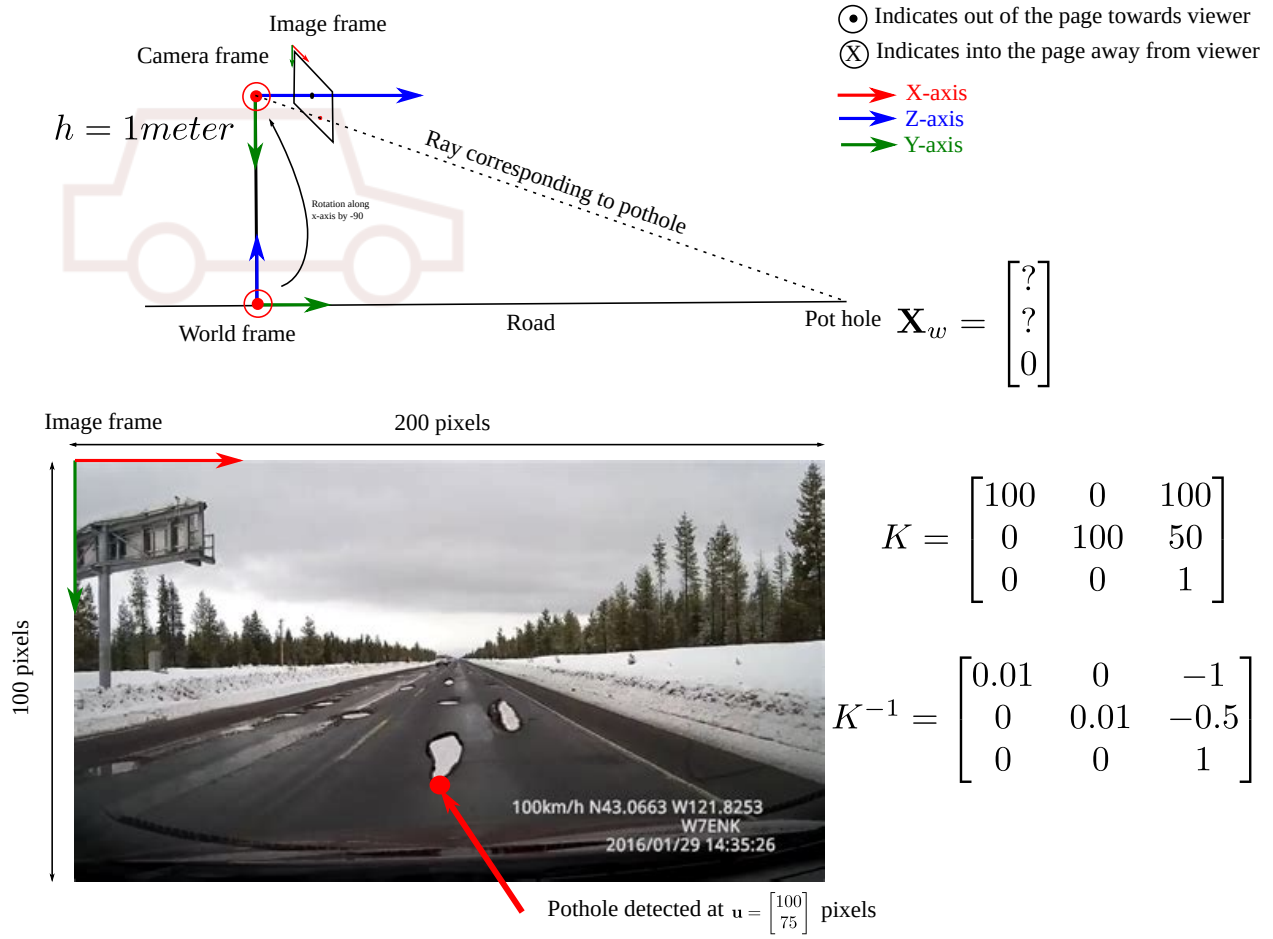 Image frame
Indicates out of the page towards viewer
Camera frame
X Indicates into the page away from viewer
X-axis
Z-axis
Y-axis
h = 1meter
Ray corresponding to pothole
Rotation along
x-axis by -90
World frame
Road
Pot hole
X_w = [? ? 0]
Image frame
200 pixels
100 pixels
K = [100 0 100
0 100 50
0 0 1]
K^{-1} = [0.01 0 −1
0 0.01 −0.5
0 0 1]
100km/h N43.0663 W121.8253
W7ENK
2016/01/29 14:35:26
Pothole detected at u = [100 75] pixels